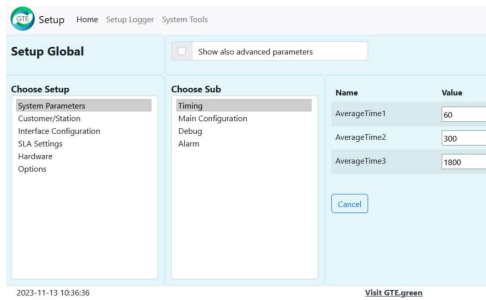 GTE Setup Home Setup Logger System Tools
Setup Global
Show also advanced parameters
Choose Setup
System Parameters
Customer/Station
Interface Configuration
SLA Settings
Hardware
Options
Choose Sub
Timing
Main Configuration
Debug
Alarm
Name Value
AverageTime1 60
AverageTime2 300
AverageTime3 1800
Cancel
2023-11-13 10:36:36 Visit GTE.green